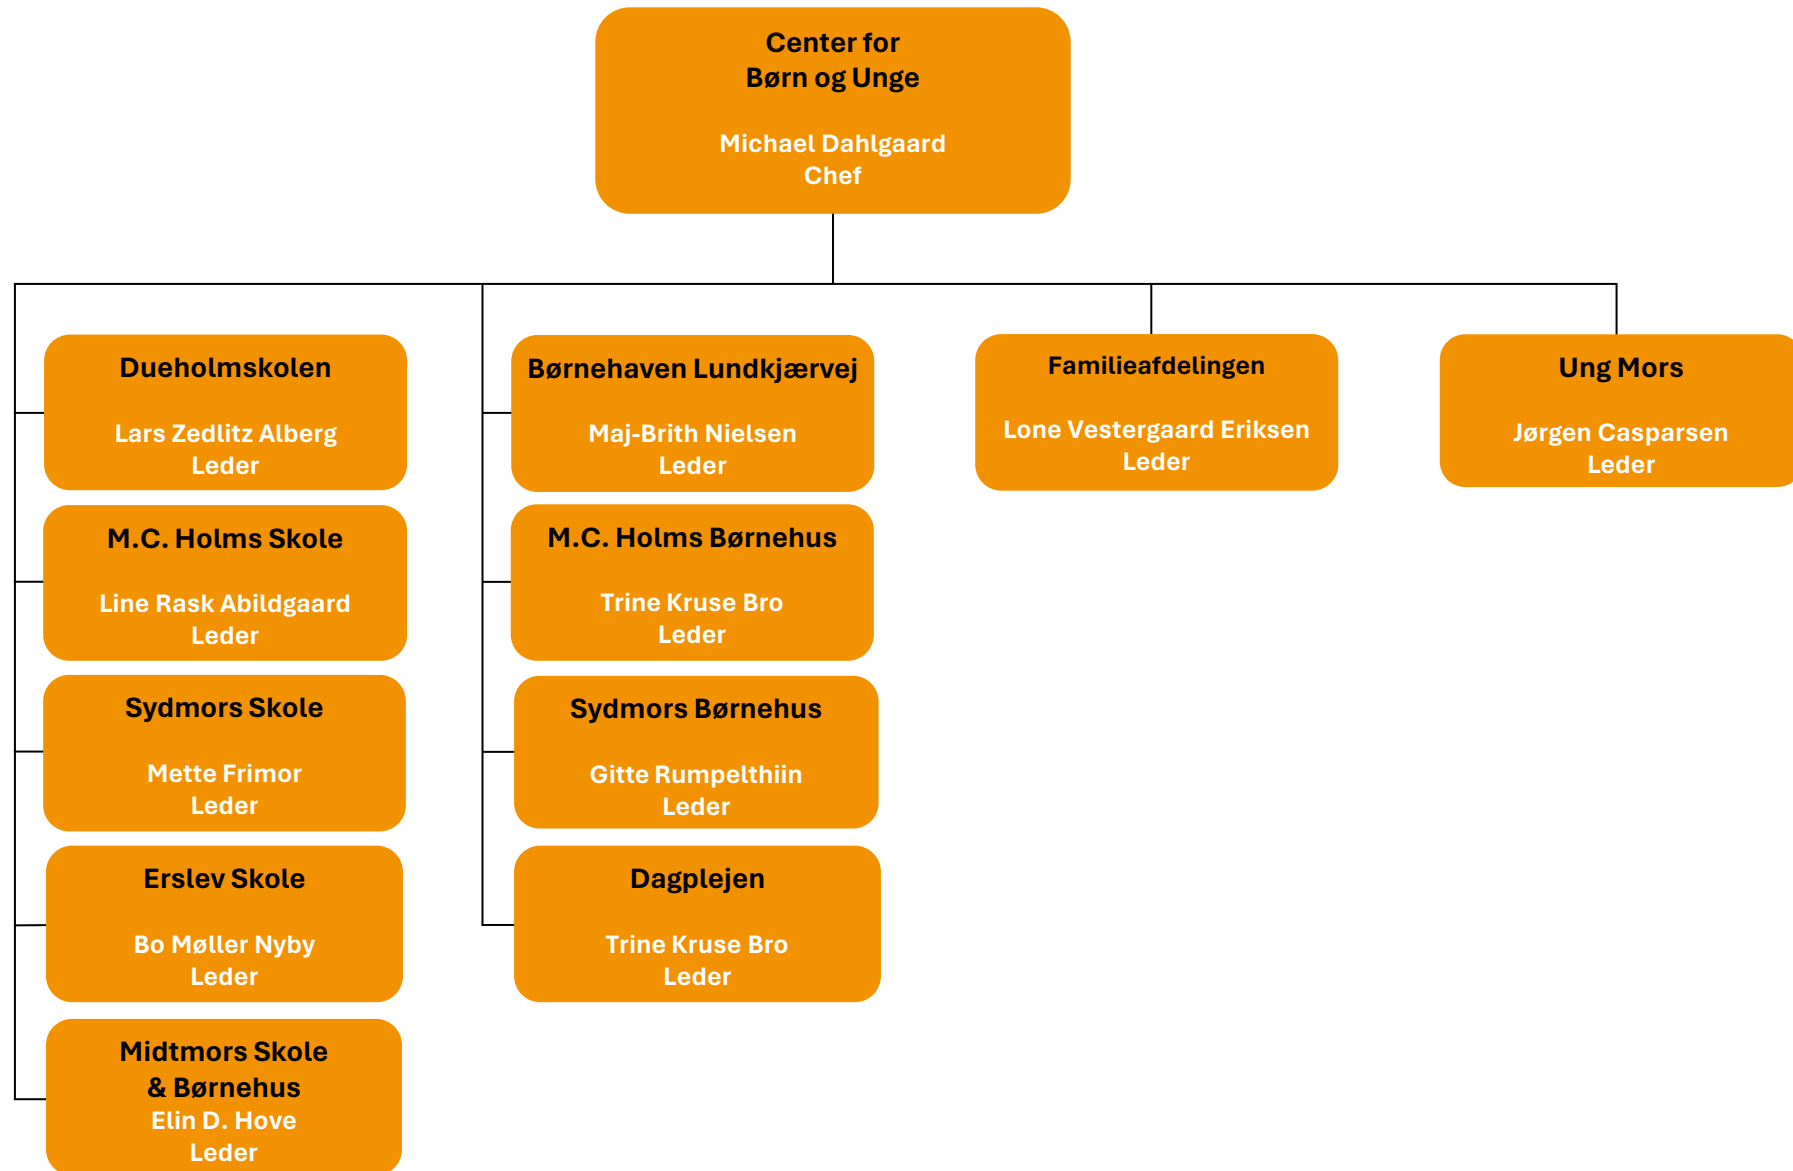 Center for
Børn og Unge
Michael Dahlgaard
Chef
Dueholmskolen
Lars Zedlitz Alberg
Leder
M.C. Holms Skole
Line Rask Abildgaard
Leder
Sydmors Skole
Mette Frimor
Leder
Erslev Skole
Bo Møller Nyby
Leder
Midtmors Skole
& Børnehus
Elin D. Hove
Leder
Børnehaven Lundkjærvej
Maj-Brith Nielsen
Leder
M.C. Holms Børnehus
Trine Kruse Bro
Leder
Sydmors Børnehus
Gitte Rumpelthiin
Leder
Dagplejen
Trine Kruse Bro
Leder
Familieafdelingen
Lone Vestergaard Eriksen
Leder
Ung Mors
Jørgen Casparsen
Leder